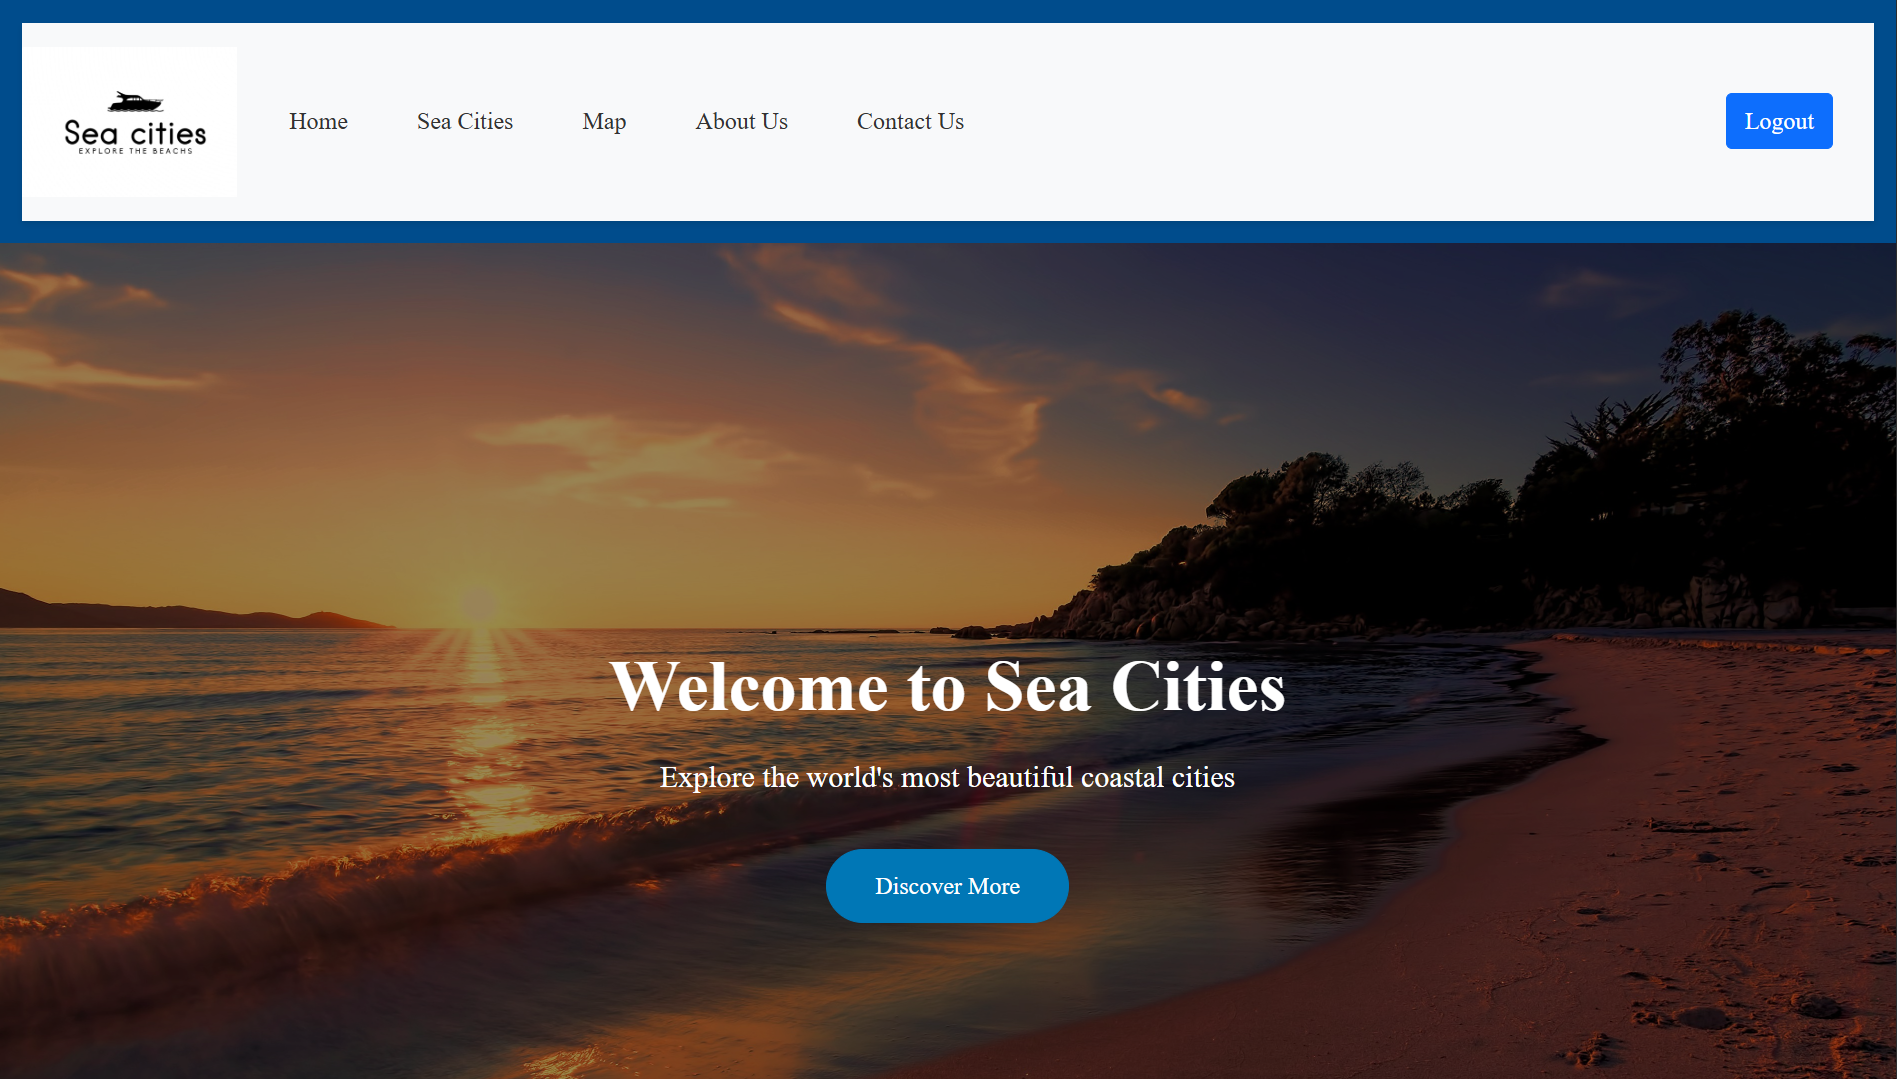 Sea cities
EXPLORE THE BEACHS
Home
Sea Cities
Map
About Us
Contact Us
Logout
Welcome to Sea Cities
Explore the world's most beautiful coastal cities
Discover More